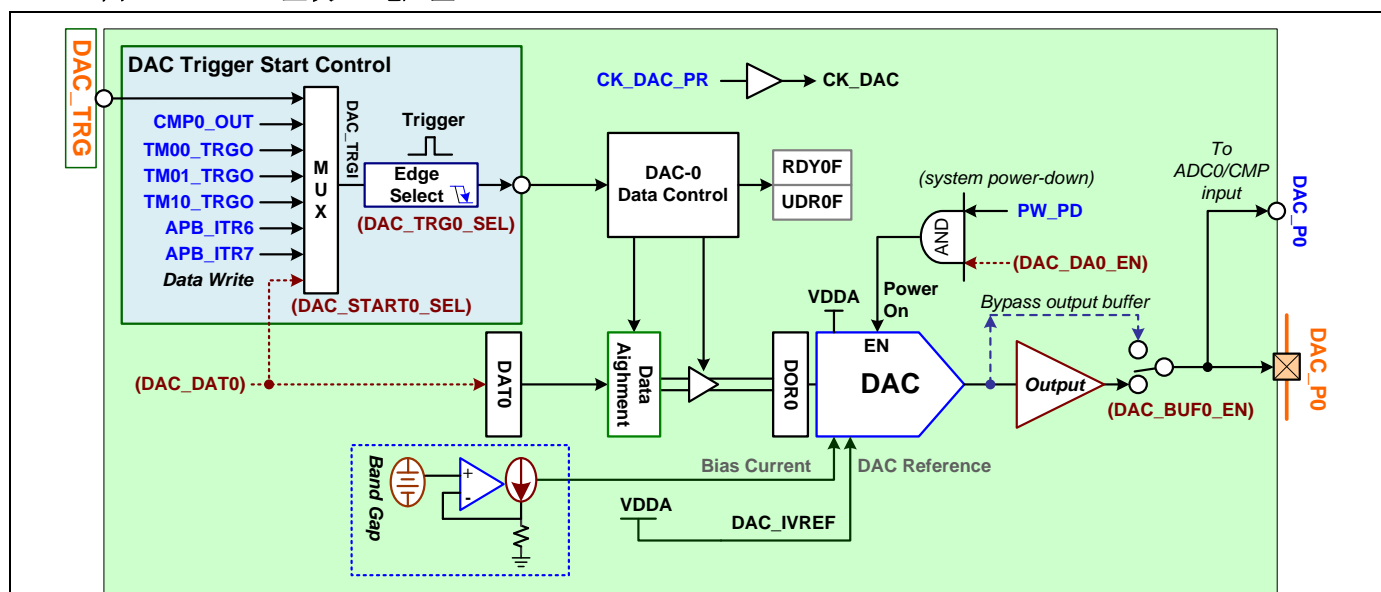 DAC_TRG
DAC Trigger Start Control
CMP0_OUT
TM00_TRGO
TM01_TRGO
TM10_TRGO
APB_ITR6
APB_ITR7
Data Write
MUX
DAC_TRGI
Trigger
Edge
Select
(DAC_TRG0_SEL)
(DAC_START0_SEL)
CK_DAC_PR
CK_DAC
DAC-0
Data Control
RDY0F
UDR0F
(system power-down)
PW_PD
AND
(DAC_DA0_EN)
To
ADC0/CMP
input
DAC_P0
VDDA
Power
On
Bypass output buffer
(DAC_DAT0)
DAT0
Data
Aighment
DOR0
EN
DAC
Output
(DAC_BUF0_EN)
DAC_P0
Band Gap
+
-
Bias Current
DAC Reference
VDDA
DAC_IVREF